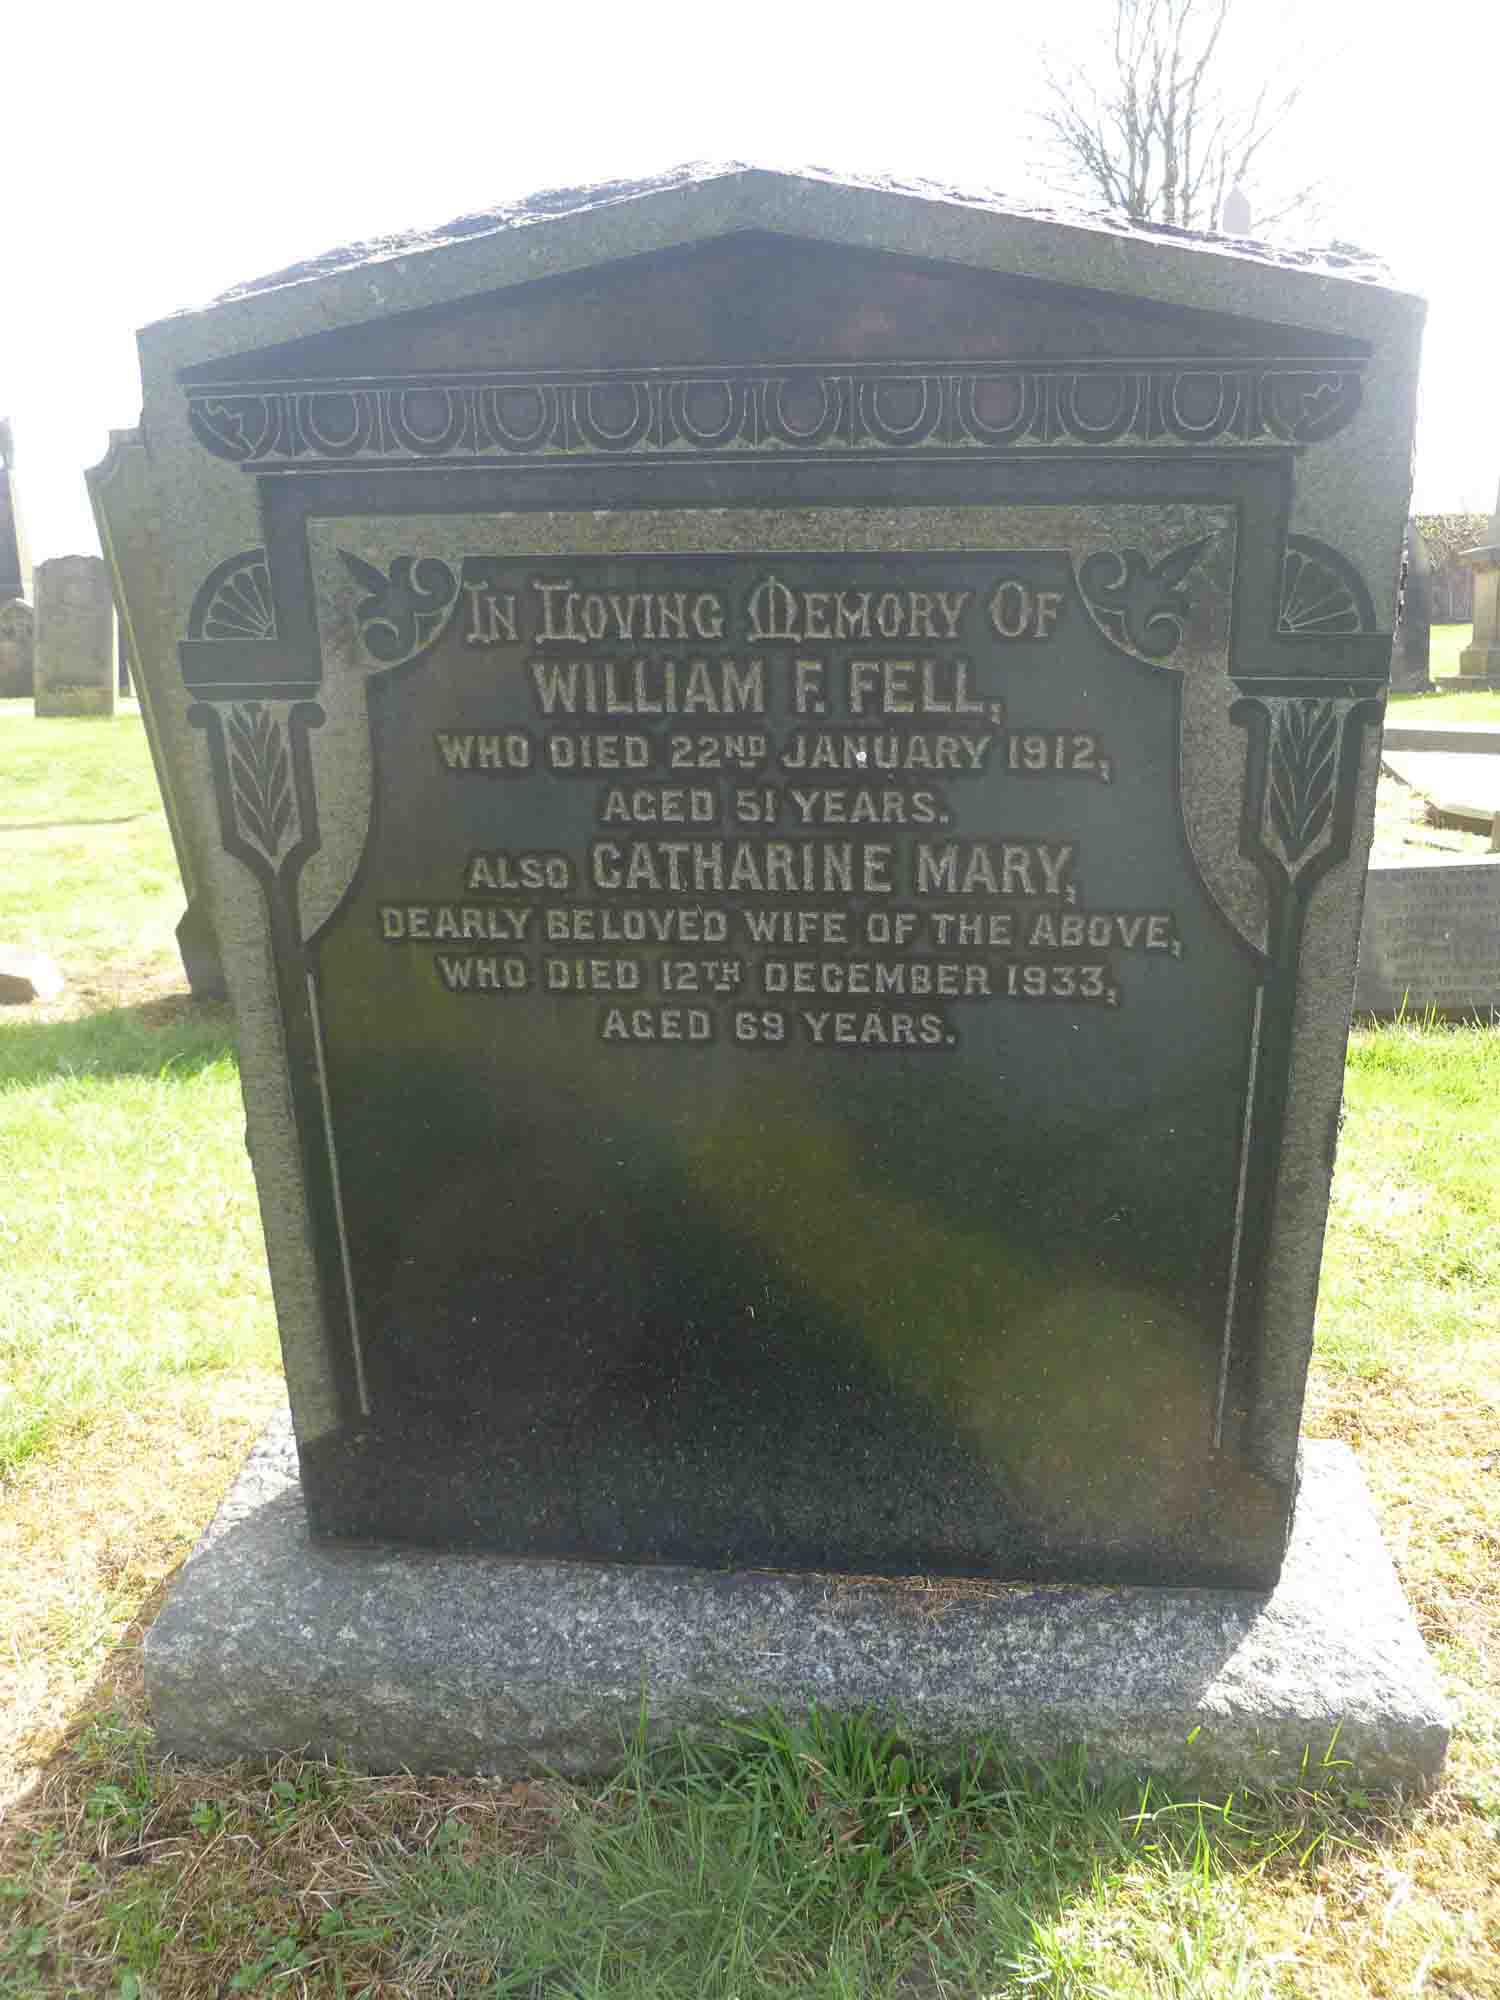 In Loving Memory Of
WILLIAM F. FELL,
WHO DIED 22ND JANUARY 1912,
AGED 51 YEARS.
ALSO CATHARINE MARY,
DEARLY BELOVED WIFE OF THE ABOVE,
WHO DIED 12TH DECEMBER 1933,
AGED 69 YEARS.